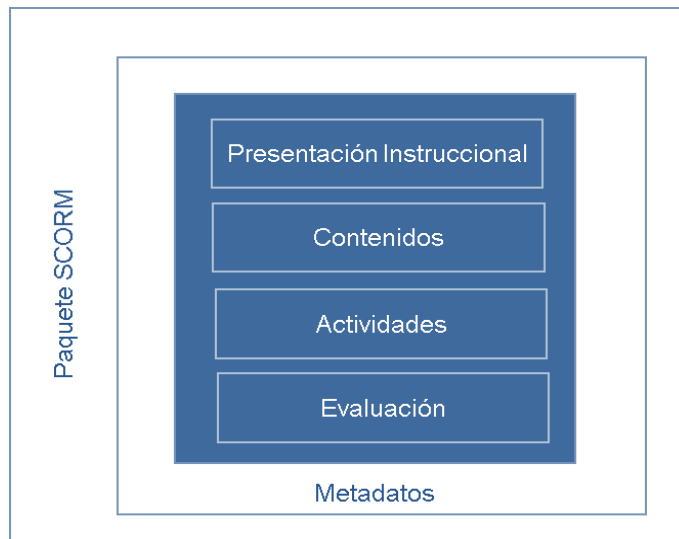 Paquete SCORM
Presentación Instruccional
Contenidos
Actividades
Evaluación
Metadatos